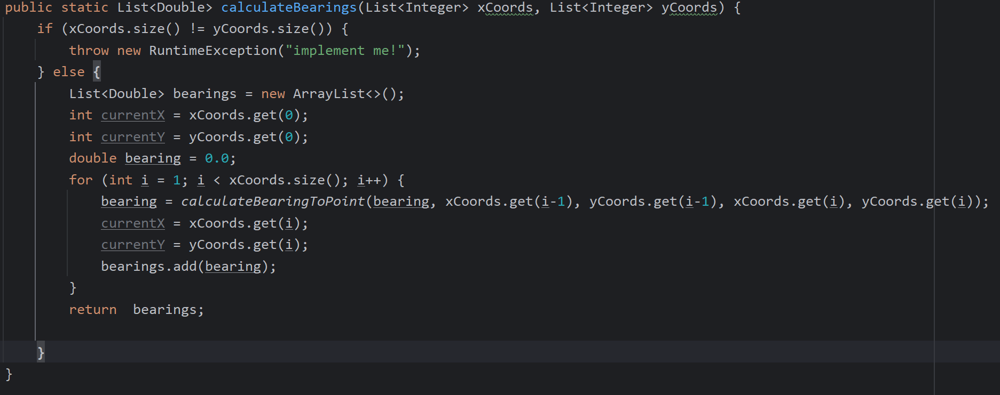 public static List<Double> calculateBearings(List<Integer> xCoords, List<Integer> yCoords) {
    if (xCoords.size() != yCoords.size()) {
        throw new RuntimeException("implement me!");
    } else {
        List<Double> bearings = new ArrayList<>();
        int currentX = xCoords.get(0);
        int currentY = yCoords.get(0);
        double bearing = 0.0;
        for (int i = 1; i < xCoords.size(); i++) {
            bearing = calculateBearingToPoint(bearing, xCoords.get(i-1), yCoords.get(i-1), xCoords.get(i), yCoords.get(i));
            currentX = xCoords.get(i);
            currentY = yCoords.get(i);
            bearings.add(bearing);
        }
        return  bearings;

    }
}